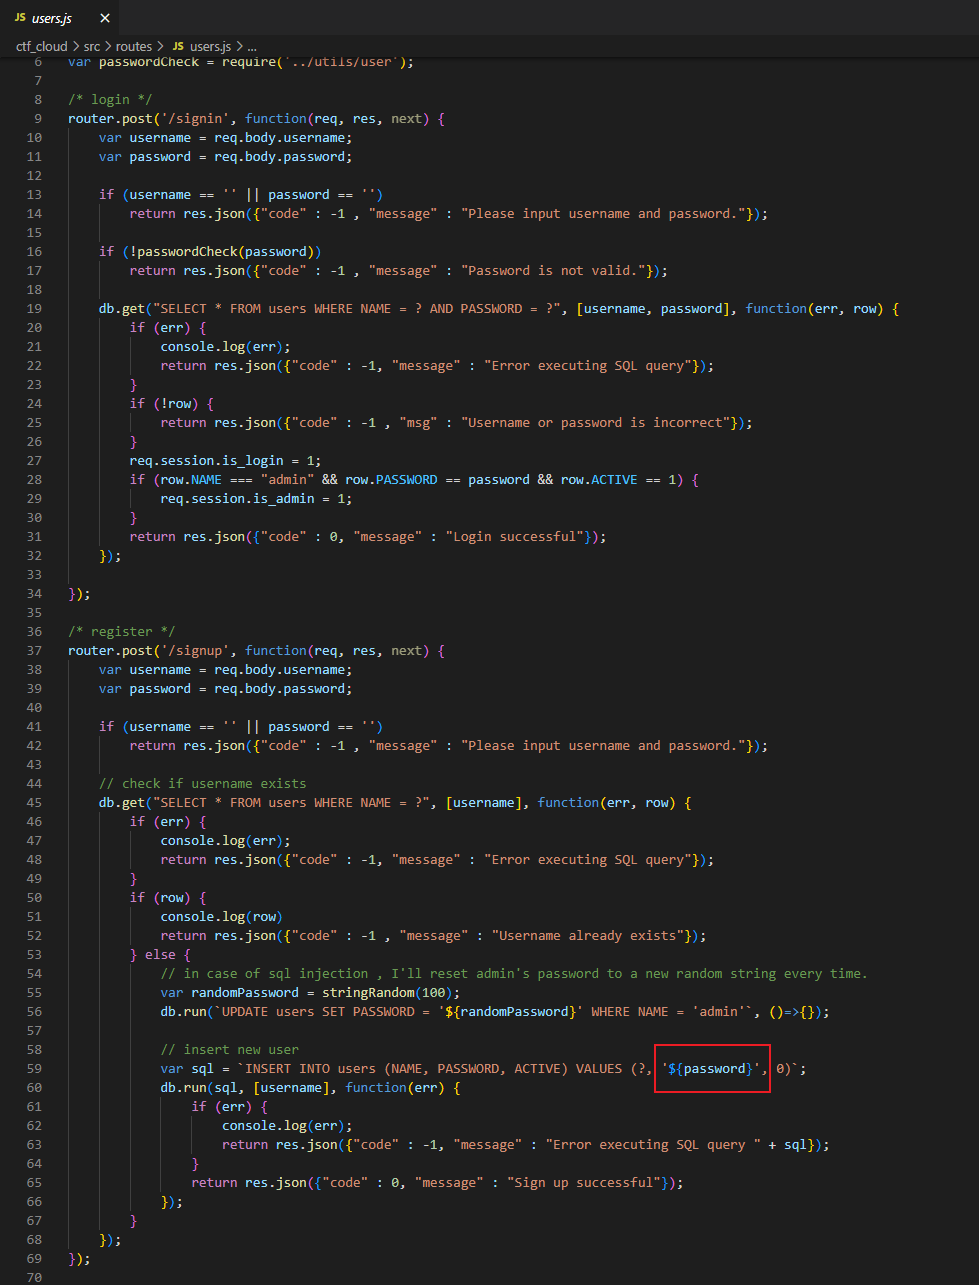 JS users.js ×
ctf_cloud > src > routes > JS users.js > ...
6 var passwordCheck = require('../utils/user');
7
8 /* login */
9 router.post('/signin', function(req, res, next) {
10 var username = req.body.username;
11 var password = req.body.password;
12
13 if (username == '' || password == '')
14 return res.json({"code" : -1 , "message" : "Please input username and password."});
15
16 if (!passwordCheck(password))
17 return res.json({"code" : -1 , "message" : "Password is not valid."});
18
19 db.get("SELECT * FROM users WHERE NAME = ? AND PASSWORD = ?", [username, password], function(err, row) {
20 if (err) {
21 console.log(err);
22 return res.json({"code" : -1, "message" : "Error executing SQL query"});
23 }
24 if (!row) {
25 return res.json({"code" : -1 , "msg" : "Username or password is incorrect"});
26 }
27 req.session.is_login = 1;
28 if (row.NAME === "admin" && row.PASSWORD == password && row.ACTIVE == 1) {
29 req.session.is_admin = 1;
30 }
31 return res.json({"code" : 0, "message" : "Login successful"});
32 });
33
34 });
35
36 /* register */
37 router.post('/signup', function(req, res, next) {
38 var username = req.body.username;
39 var password = req.body.password;
40
41 if (username == '' || password == '')
42 return res.json({"code" : -1 , "message" : "Please input username and password."});
43
44 // check if username exists
45 db.get("SELECT * FROM users WHERE NAME = ?", [username], function(err, row) {
46 if (err) {
47 console.log(err);
48 return res.json({"code" : -1, "message" : "Error executing SQL query"});
49 }
50 if (row) {
51 console.log(row)
52 return res.json({"code" : -1 , "message" : "Username already exists"});
53 } else {
54 // in case of sql injection , I'll reset admin's password to a new random string every time.
55 var randomPassword = stringRandom(100);
56 db.run(`UPDATE users SET PASSWORD = '${randomPassword}' WHERE NAME = 'admin'`, ()=>{});
57
58 // insert new user
59 var sql = `INSERT INTO users (NAME, PASSWORD, ACTIVE) VALUES (?, '${password}', 0)`;
60 db.run(sql, [username], function(err) {
61 if (err) {
62 console.log(err);
63 return res.json({"code" : -1, "message" : "Error executing SQL query " + sql});
64 }
65 return res.json({"code" : 0, "message" : "Sign up successful"});
66 });
67 }
68 });
69 });
70